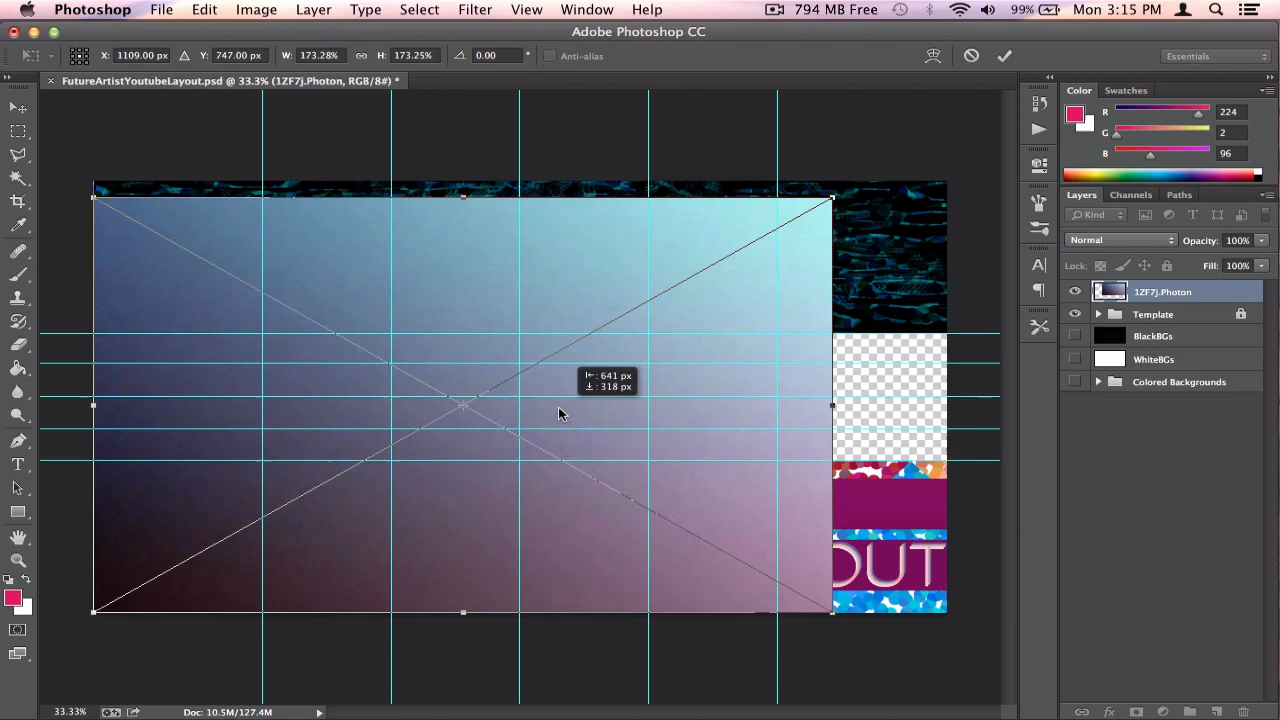 Photoshop File Edit Image Layer Type Select Filter View Window Help 794 MB Free 99% Mon 3:15 PM
Adobe Photoshop CC
X: 1109.00 px Y: 747.00 px W: 173.28% H: 173.25% 0.00 ° Anti-alias Essentials
× FutureArtistYoutubeLayout.psd @ 33.3% (1ZF7j.Photon, RGB/8#) *
Color Swatches
R 224
G 2
B 96
Layers Channels Paths
Kind
Normal Opacity: 100%
Lock: Fill: 100%
1ZF7j.Photon
Template
BlackBGs
WhiteBGs
Colored Backgrounds
: 641 px
: 318 px
OUT
33.33% Doc: 10.5M/127.4M